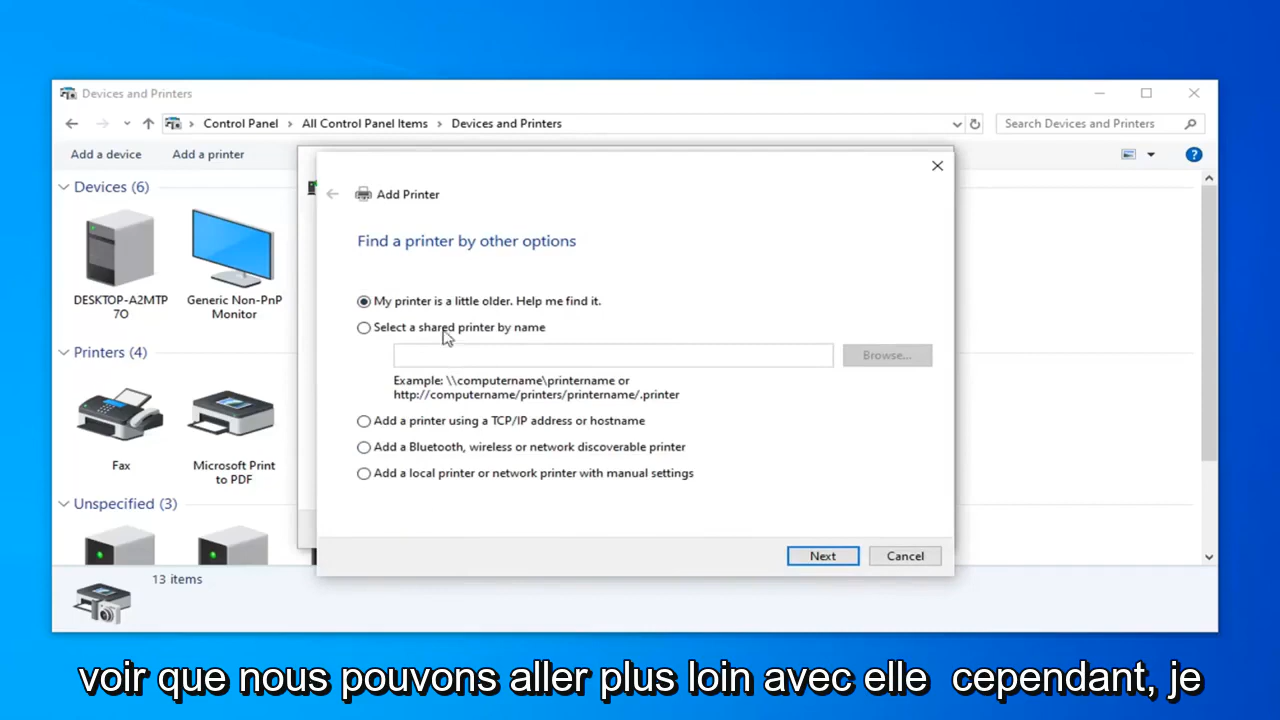 Devices and Printers
Control Panel > All Control Panel Items > Devices and Printers
Search Devices and Printers
Add a device Add a printer
Devices (6)
DESKTOP-A2MTP
7O
Generic Non-PnP
Monitor
Printers (4)
Fax
Microsoft Print
to PDF
Unspecified (3)
13 items
Add Printer
Find a printer by other options
My printer is a little older. Help me find it.
Select a shared printer by name
Browse...
Example: \\computername\printername or
http://computername/printers/printername/.printer
Add a printer using a TCP/IP address or hostname
Add a Bluetooth, wireless or network discoverable printer
Add a local printer or network printer with manual settings
Next Cancel
voir que nous pouvons aller plus loin avec elle cependant, je